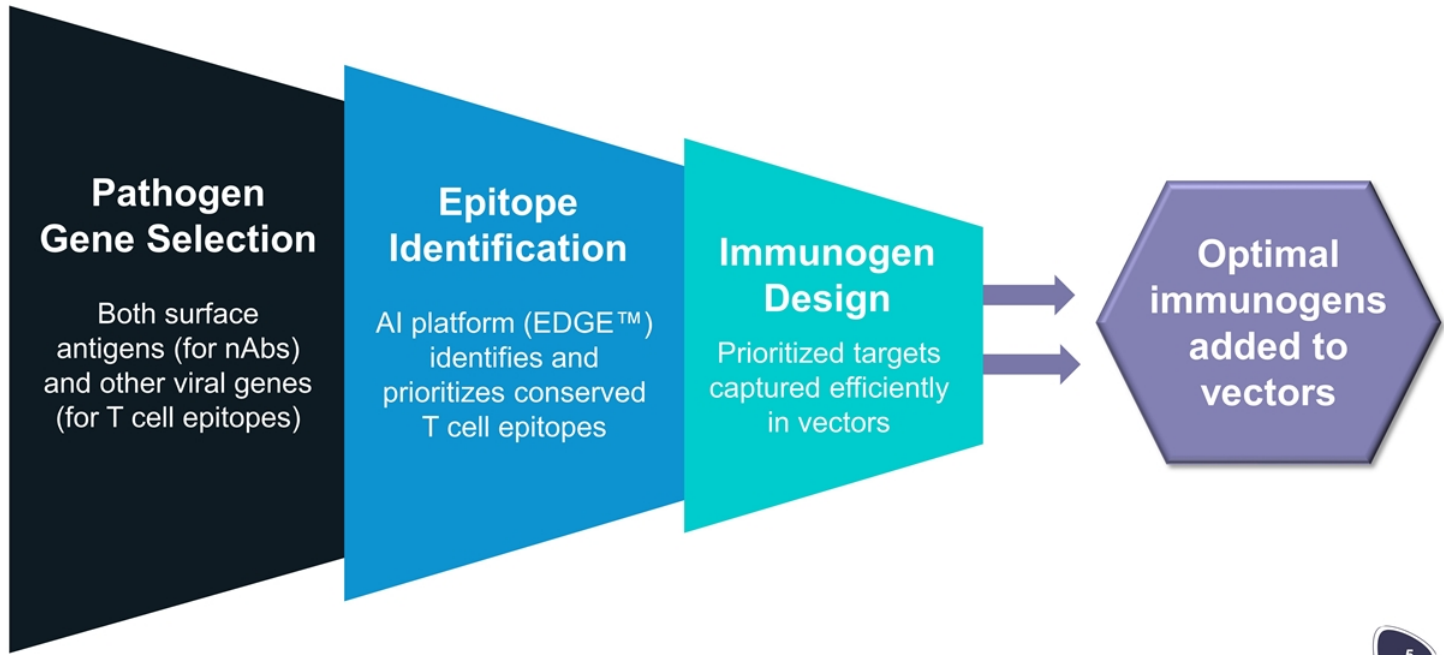 Pathogen
Gene Selection
Both surface
antigens (for nAbs)
and other viral genes
(for T cell epitopes)
Epitope
Identification
AI platform (EDGE™)
identifies and
prioritizes conserved
T cell epitopes
Immunogen
Design
Prioritized targets
captured efficiently
in vectors
Optimal
immunogens
added to
vectors
5